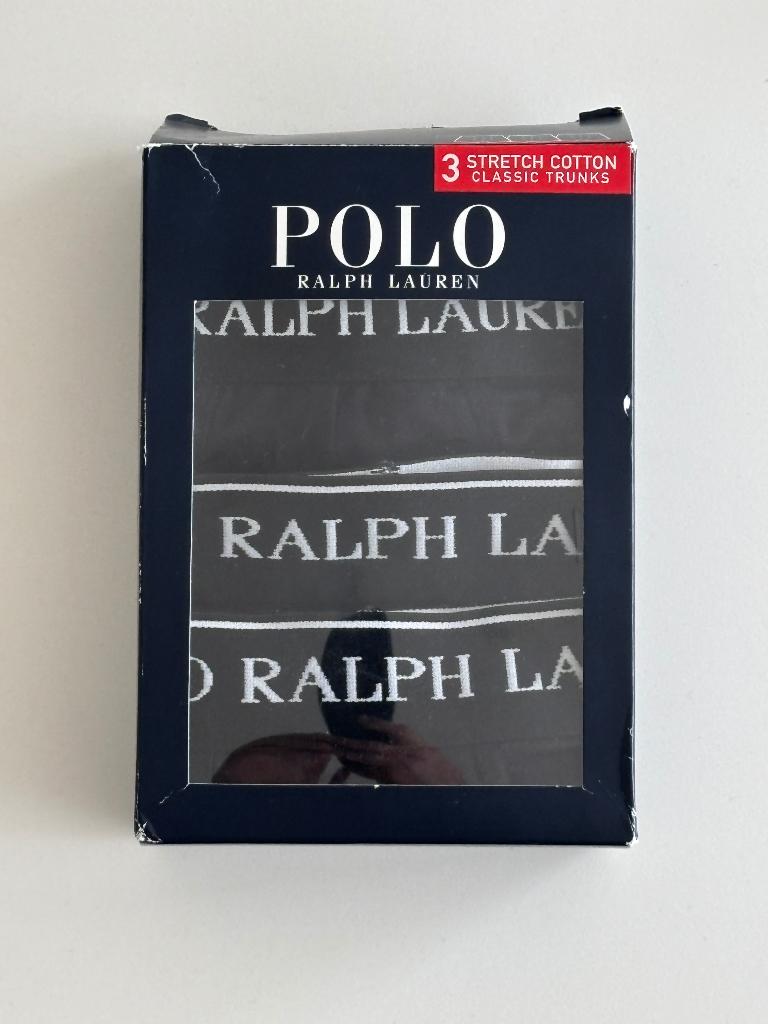 3 STRETCH COTTON
CLASSIC TRUNKS
POLO
RALPH LAUREN
RALPH LAURE
RALPH LA
O RALPH LA